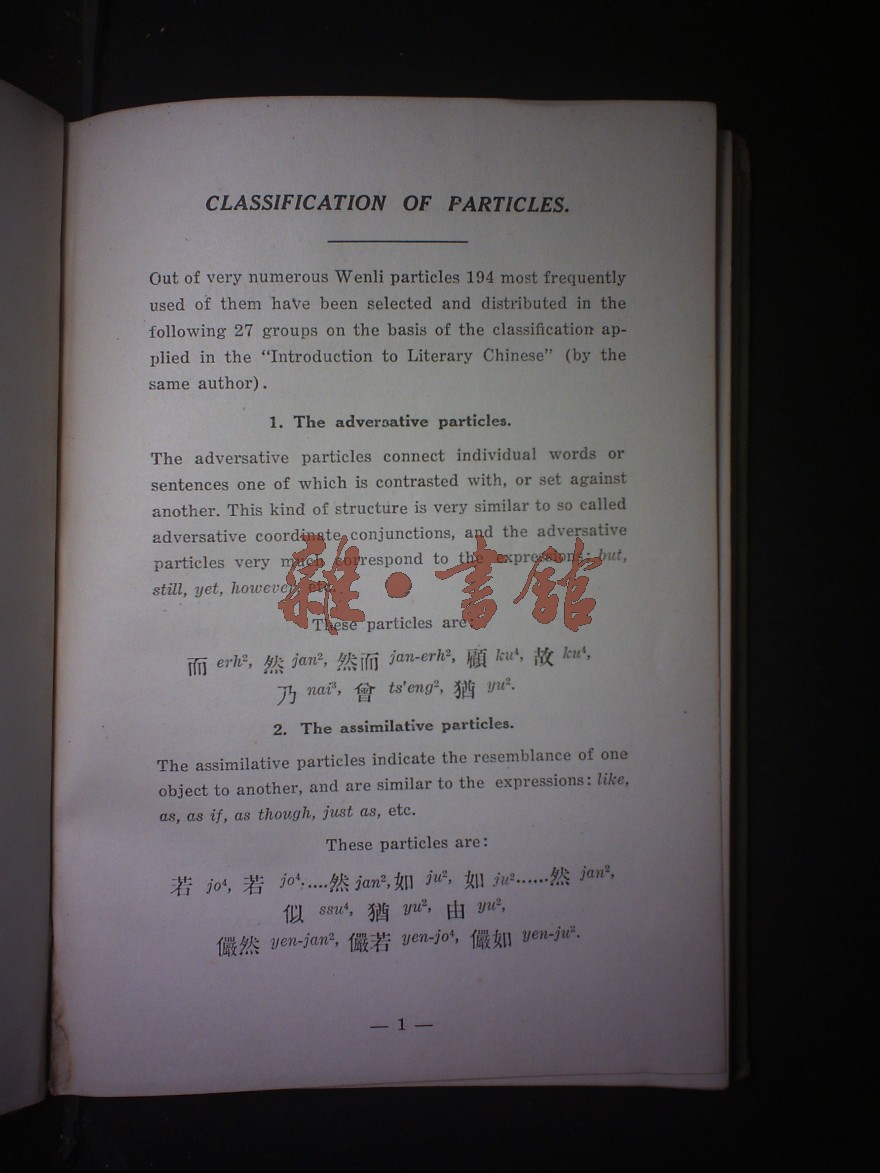 CLASSIFICATION OF PARTICLES.
Out of very numerous Wenli particles 194 most frequently
used of them have been selected and distributed in the
following 27 groups on the basis of the classification ap-
plied in the "Introduction to Literary Chinese" (by the
same author).
1. The adversative particles.
The adversative particles connect individual words or
sentences one of which is contrasted with, or set against
another. This kind of structure is very similar to so called
adversative coordinate conjunctions, and the adversative
particles very much correspond to the expressions: but,
still, yet, however, etc.
雜•書館
These particles are:
而 erh², 然 jan², 然而 jan-erh², 顧 ku⁴, 故 ku⁴,
乃 nai³, 曾 ts'eng², 猶 yu².
2. The assimilative particles.
The assimilative particles indicate the resemblance of one
object to another, and are similar to the expressions: like,
as, as if, as though, just as, etc.
These particles are:
若 jo⁴, 若 jo⁴.....然 jan², 如 ju², 如 ju²......然 jan²,
似 ssu⁴, 猶 yu², 由 yu²,
儼然 yen-jan², 儼若 yen-jo⁴, 儼如 yen-ju².
— 1 —